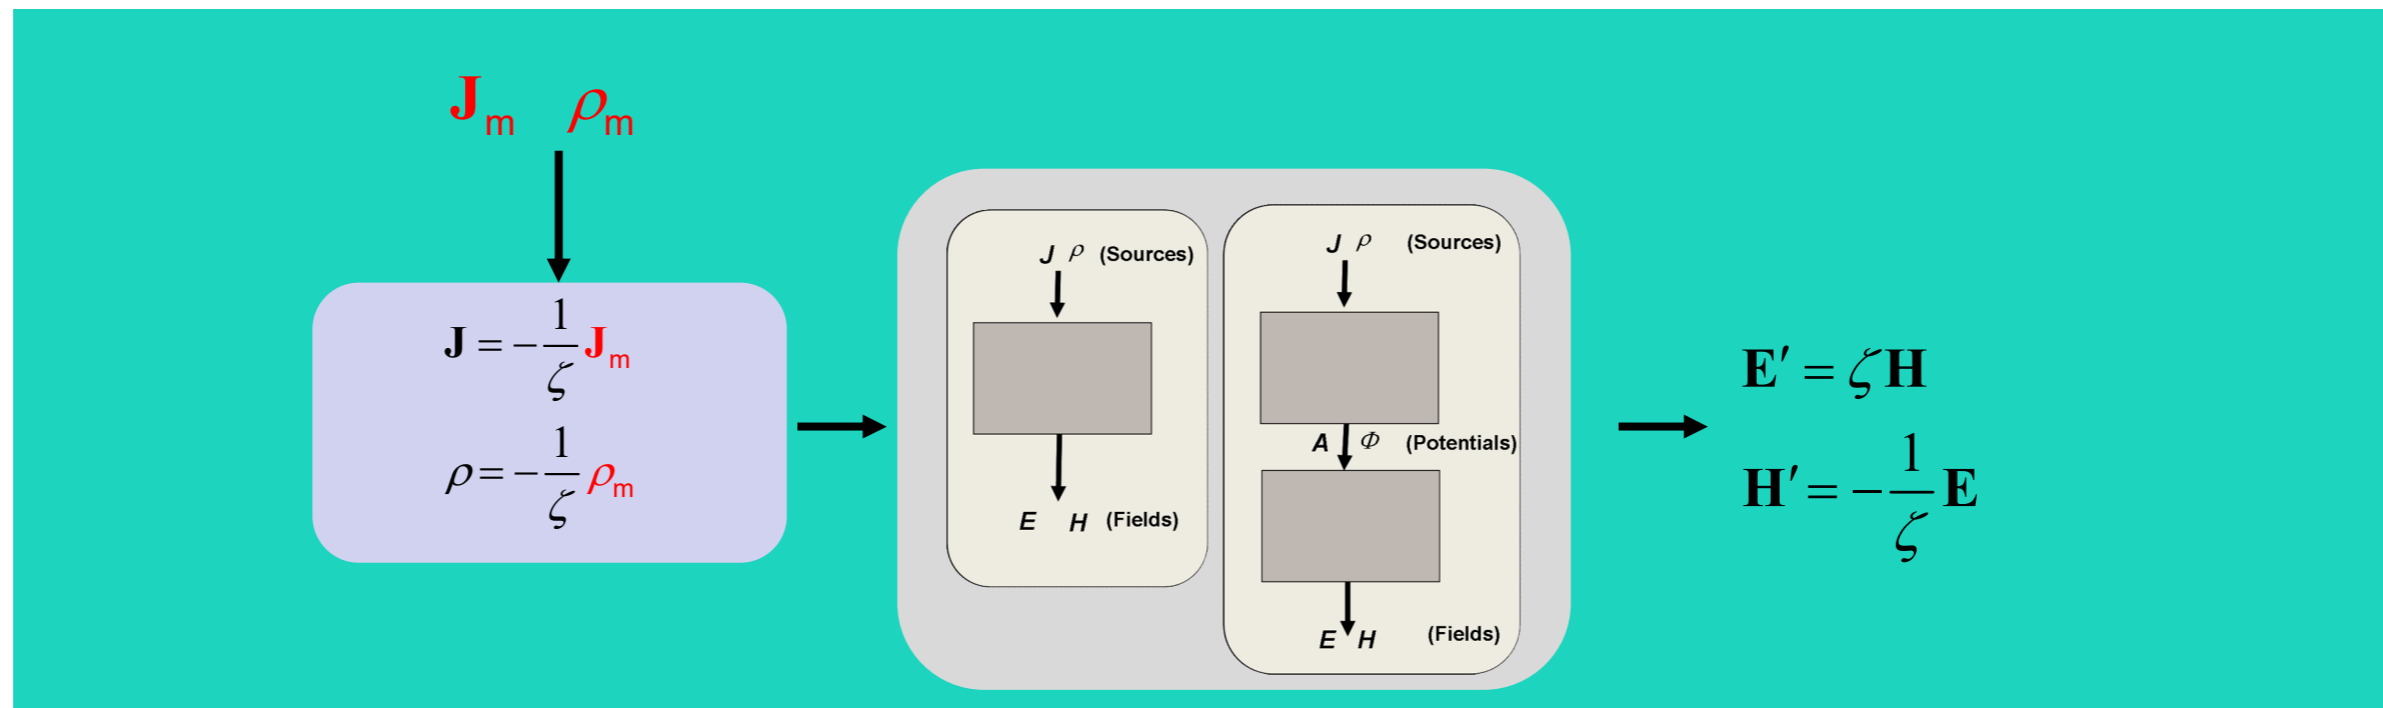 J_m ρ_m
J = -1/ζ J_m
ρ = -1/ζ ρ_m
J ρ (Sources)
E H (Fields)
J ρ (Sources)
A Φ (Potentials)
E H (Fields)
E′ = ζH
H′ = -1/ζ E